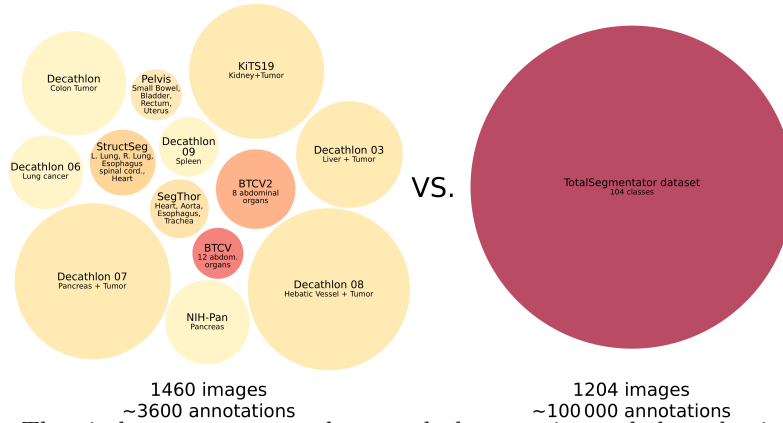 Decathlon
Colon Tumor
Pelvis
Small Bowel,
Bladder,
Rectum,
Uterus
KiTS19
Kidney+Tumor
Decathlon 06
Lung cancer
StructSeg
L. Lung, R. Lung,
Esophagus
spinal cord.,
Heart
Decathlon
09
Spleen
Decathlon 03
Liver + Tumor
SegThor
Heart, Aorta,
Esophagus,
Trachea
BTCV2
8 abdominal
organs
BTCV
12 abdom.
organs
Decathlon 07
Pancreas + Tumor
Decathlon 08
Hebatic Vessel + Tumor
NIH-Pan
Pancreas
VS.
TotalSegmentator dataset
104 classes
1460 images
~3600 annotations
1204 images
~100000 annotations